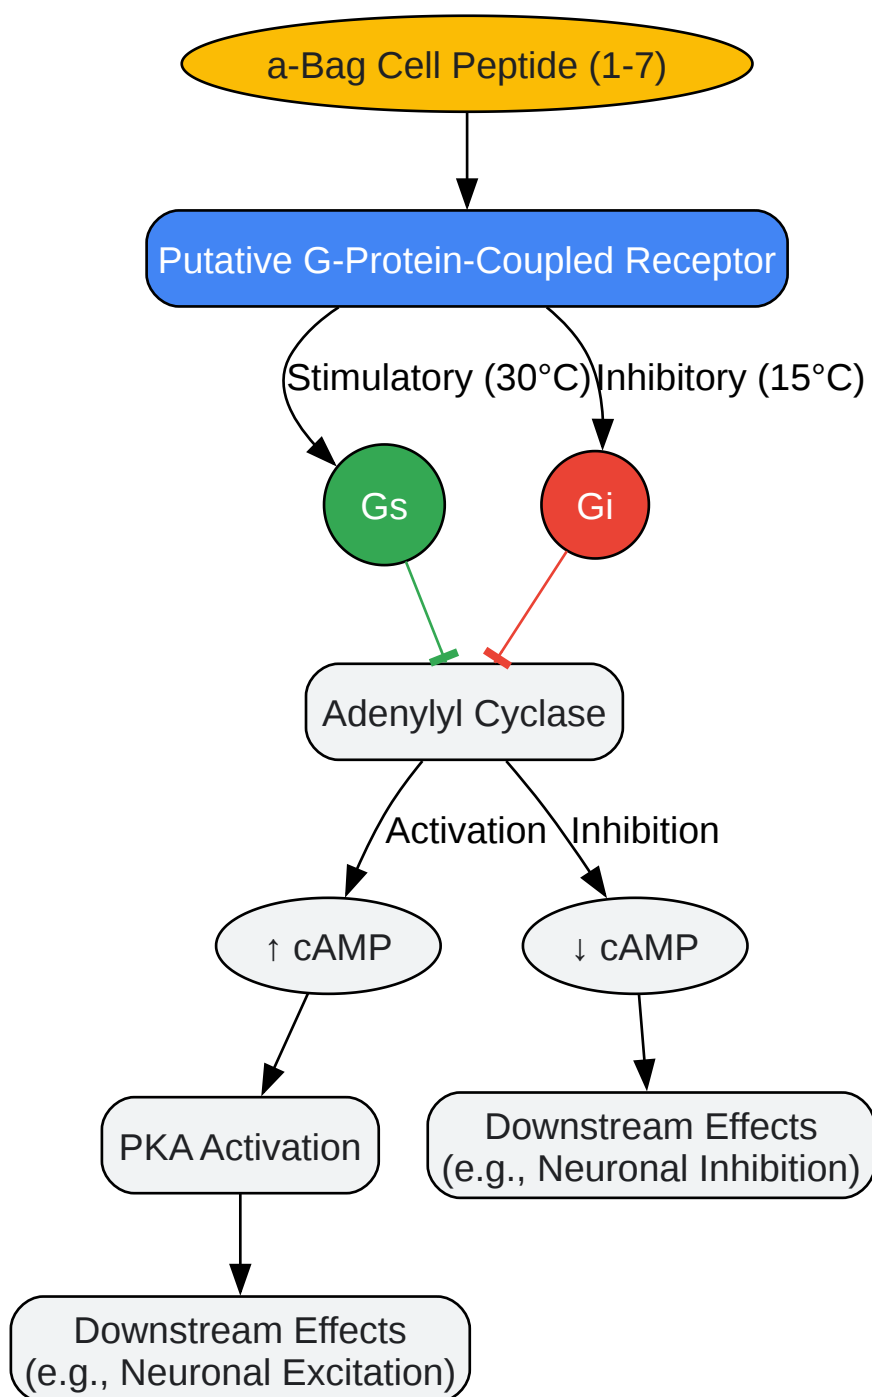 a-Bag Cell Peptide (1-7)
Putative G-Protein-Coupled Receptor
Stimulatory (30°C)
Inhibitory (15°C)
Gs
Gi
Adenylyl Cyclase
Activation
Inhibition
↑ cAMP
↓ cAMP
PKA Activation
Downstream Effects
(e.g., Neuronal Inhibition)
Downstream Effects
(e.g., Neuronal Excitation)